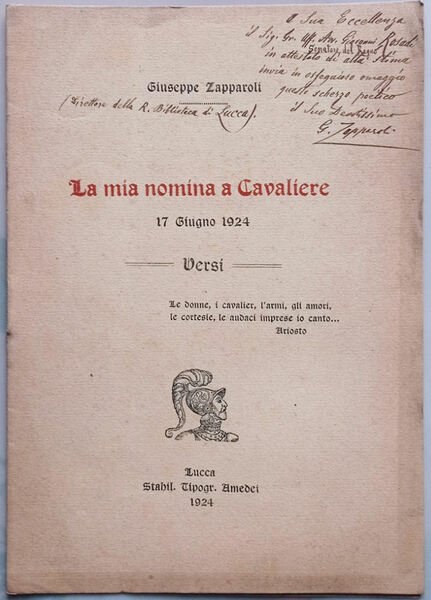 A Sua Eccellenza
il Sig. Gr. Uff. Avv. Giovanni Rosadi
Senatore del Regno
in attestato di alta stima
invia in ossequioso omaggio
questo scherzo poetico
il Suo Devotissimo
G. Zapparoli
Giuseppe Zapparoli
(Direttore della R. Biblioteca di Lucca).
La mia nomina a Cavaliere
17 Giugno 1924
Versi
Le donne, i cavalier, l'armi, gli amori,
le cortesie, le audaci imprese io canto...
Ariosto
Lucca
Stabil. Tipogr. Amedei
1924